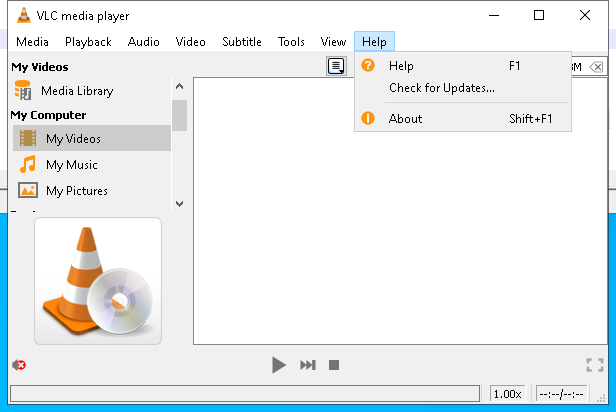 VLC media player
Media Playback Audio Video Subtitle Tools View Help
My Videos
Media Library
My Computer
My Videos
My Music
My Pictures
Help F1
Check for Updates...
About Shift+F1
1.00x --:--/--:--